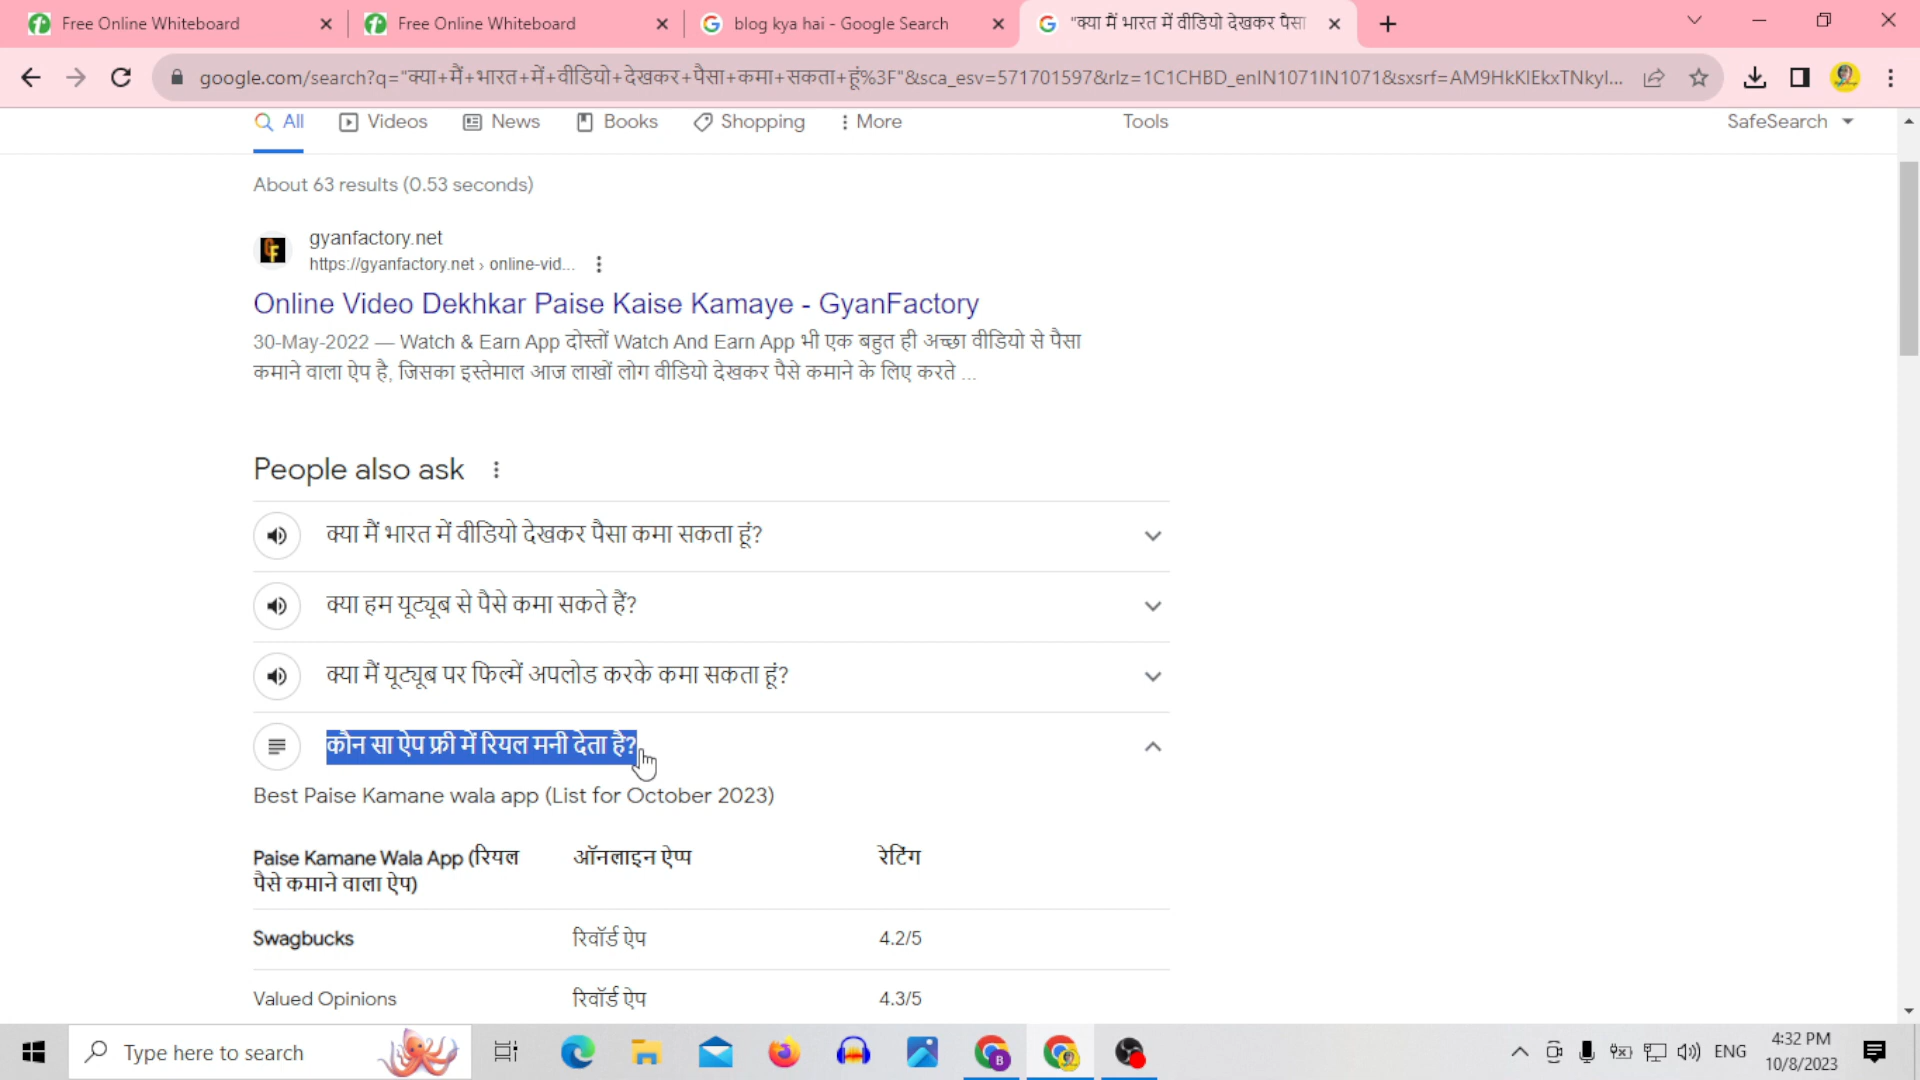 Free Online Whiteboard
Free Online Whiteboard
blog kya hai - Google Search
"क्या मैं भारत में वीडियो देखकर पैसा
google.com/search?q="क्या+मैं+भारत+में+वीडियो+देखकर+पैसा+कमा+सकता+हूं%3F"&sca_esv=571701597&rlz=1C1CHBD_enIN1071IN1071&sxsrf=AM9HkKlEkxTNkyl...
All
Videos
News
Books
Shopping
More
Tools
SafeSearch
About 63 results (0.53 seconds)
gyanfactory.net
https://gyanfactory.net › online-vid...
Online Video Dekhkar Paise Kaise Kamaye - GyanFactory
30-May-2022 — Watch & Earn App दोस्तों Watch And Earn App भी एक बहुत ही अच्छा वीडियो से पैसा
कमाने वाला ऐप है, जिसका इस्तेमाल आज लाखों लोग वीडियो देखकर पैसे कमाने के लिए करते ...
People also ask
क्या मैं भारत में वीडियो देखकर पैसा कमा सकता हूं?
क्या हम यूट्यूब से पैसे कमा सकते हैं?
क्या मैं यूट्यूब पर फिल्में अपलोड करके कमा सकता हूं?
कौन सा ऐप फ्री में रियल मनी देता है?
Best Paise Kamane wala app (List for October 2023)
Paise Kamane Wala App (रियल
पैसे कमाने वाला ऐप)
ऑनलाइन ऐप्प
रेटिंग
Swagbucks
रिवॉर्ड ऐप
4.2/5
Valued Opinions
रिवॉर्ड ऐप
4.3/5
Type here to search
B
ENG
4:32 PM
10/8/2023